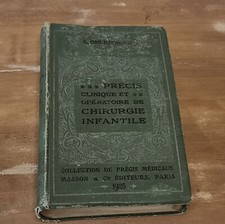 PRÉCIS
CLINIQUE ET
OPÉRATOIRE DE
CHIRURGIE
INFANTILE
COLLECTION DE PRÉCIS MÉDICAUX
MASSON & Cie ÉDITEURS, PARIS